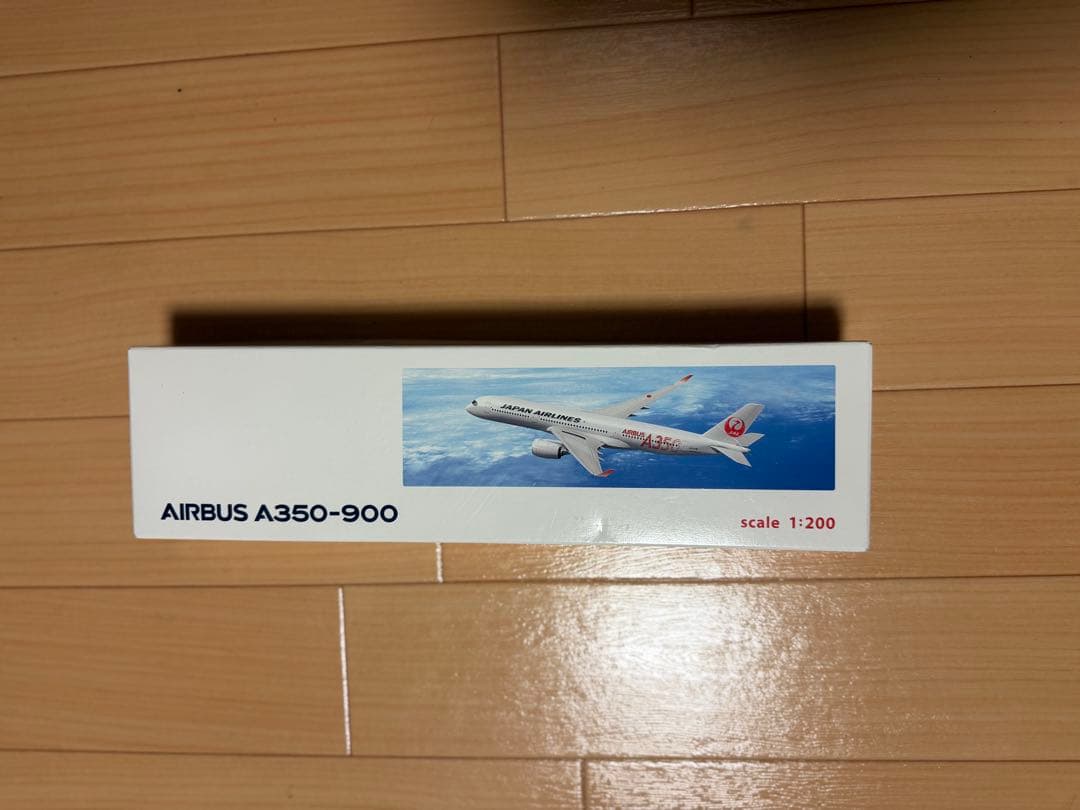 JAPAN AIRLINES
AIRBUS
A350
AIRBUS A350-900
scale 1:200